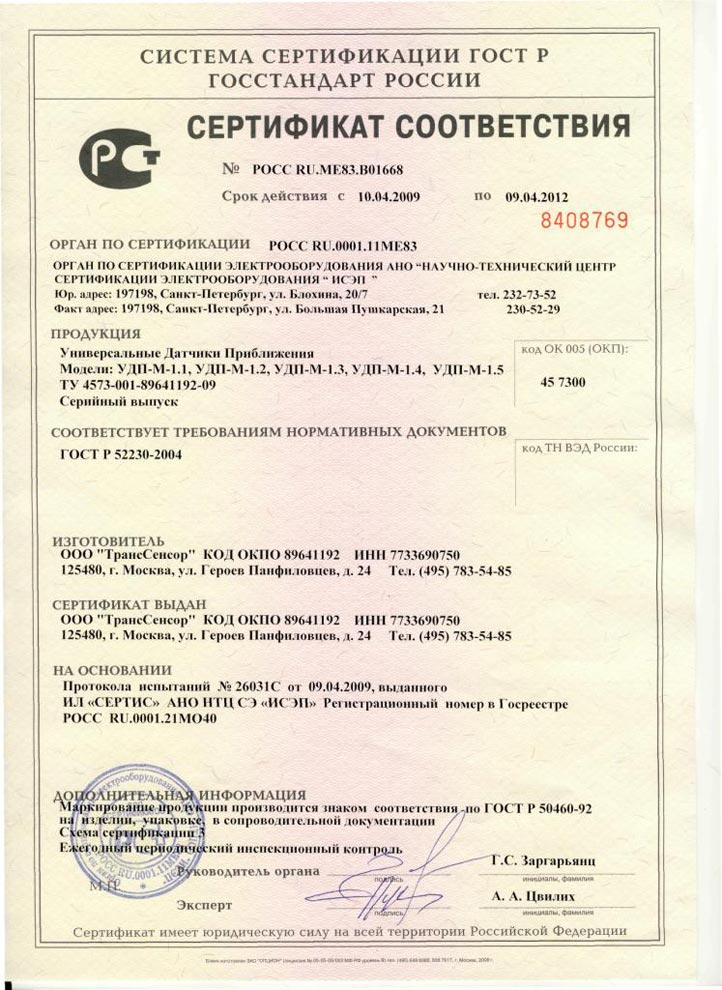 СИСТЕМА СЕРТИФИКАЦИИ ГОСТ Р
ГОССТАНДАРТ РОССИИ
СЕРТИФИКАТ СООТВЕТСТВИЯ
№ РОСС RU.МЕ83.В01668
Срок действия с 10.04.2009 по 09.04.2012
8408769
ОРГАН ПО СЕРТИФИКАЦИИ РОСС RU.0001.11МЕ83
ОРГАН ПО СЕРТИФИКАЦИИ ЭЛЕКТРООБОРУДОВАНИЯ АНО “НАУЧНО-ТЕХНИЧЕСКИЙ ЦЕНТР
СЕРТИФИКАЦИИ ЭЛЕКТРООБОРУДОВАНИЯ “ ИСЭП ”
Юр. адрес: 197198, Санкт-Петербург, ул. Блохина, 20/7 тел. 232-73-52
Факт адрес: 197198, Санкт-Петербург, ул. Большая Пушкарская, 21 230-52-29
ПРОДУКЦИЯ
Универсальные Датчики Приближения
Модели: УДП-М-1.1, УДП-М-1.2, УДП-М-1.3, УДП-М-1.4, УДП-М-1.5
ТУ 4573-001-89641192-09
Серийный выпуск
код ОК 005 (ОКП):
45 7300
СООТВЕТСТВУЕТ ТРЕБОВАНИЯМ НОРМАТИВНЫХ ДОКУМЕНТОВ
ГОСТ Р 52230-2004
код ТН ВЭД России:
ИЗГОТОВИТЕЛЬ
ООО "ТрансСенсор" КОД ОКПО 89641192 ИНН 7733690750
125480, г. Москва, ул. Героев Панфиловцев, д. 24 Тел. (495) 783-54-85
СЕРТИФИКАТ ВЫДАН
ООО "ТрансСенсор" КОД ОКПО 89641192 ИНН 7733690750
125480, г. Москва, ул. Героев Панфиловцев, д. 24 Тел. (495) 783-54-85
НА ОСНОВАНИИ
Протокола испытаний № 26031С от 09.04.2009, выданного
ИЛ «СЕРТИС» АНО НТЦ СЭ «ИСЭП» Регистрационный номер в Госреестре
РОСС RU.0001.21МО40
ДОПОЛНИТЕЛЬНАЯ ИНФОРМАЦИЯ
Маркирование продукции производится знаком соответствия по ГОСТ Р 50460-92
на изделии, упаковке, в сопроводительной документации
Схема сертификации 3
Ежегодный периодический инспекционный контроль
М.П.
Руководитель органа
подпись
Г.С. Заргарьянц
инициалы, фамилия
Эксперт
подпись
А. А. Цвилих
инициалы, фамилия
Сертификат имеет юридическую силу на всей территории Российской Федерации